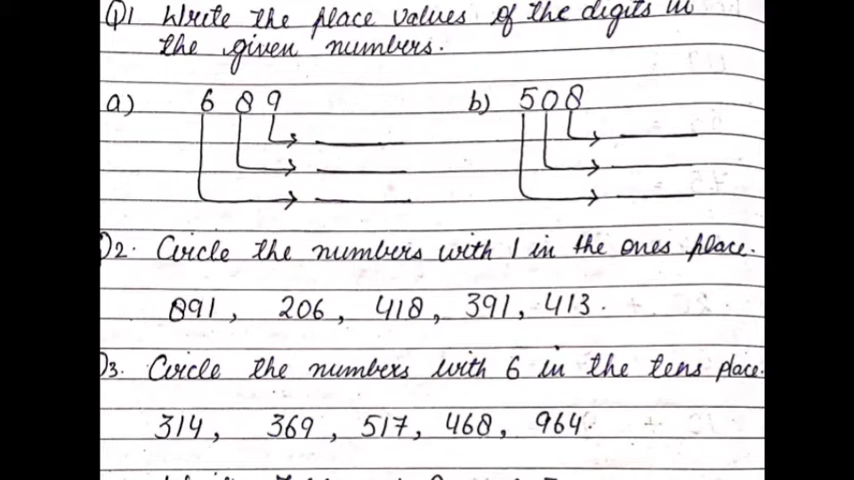 Q1 Write the place values of the digits in
the given numbers.
a) 689 b) 508
Q2. Circle the numbers with 1 in the ones place.
891, 206, 418, 391, 413.
Q3. Circle the numbers with 6 in the tens place.
314, 369, 517, 468, 964.